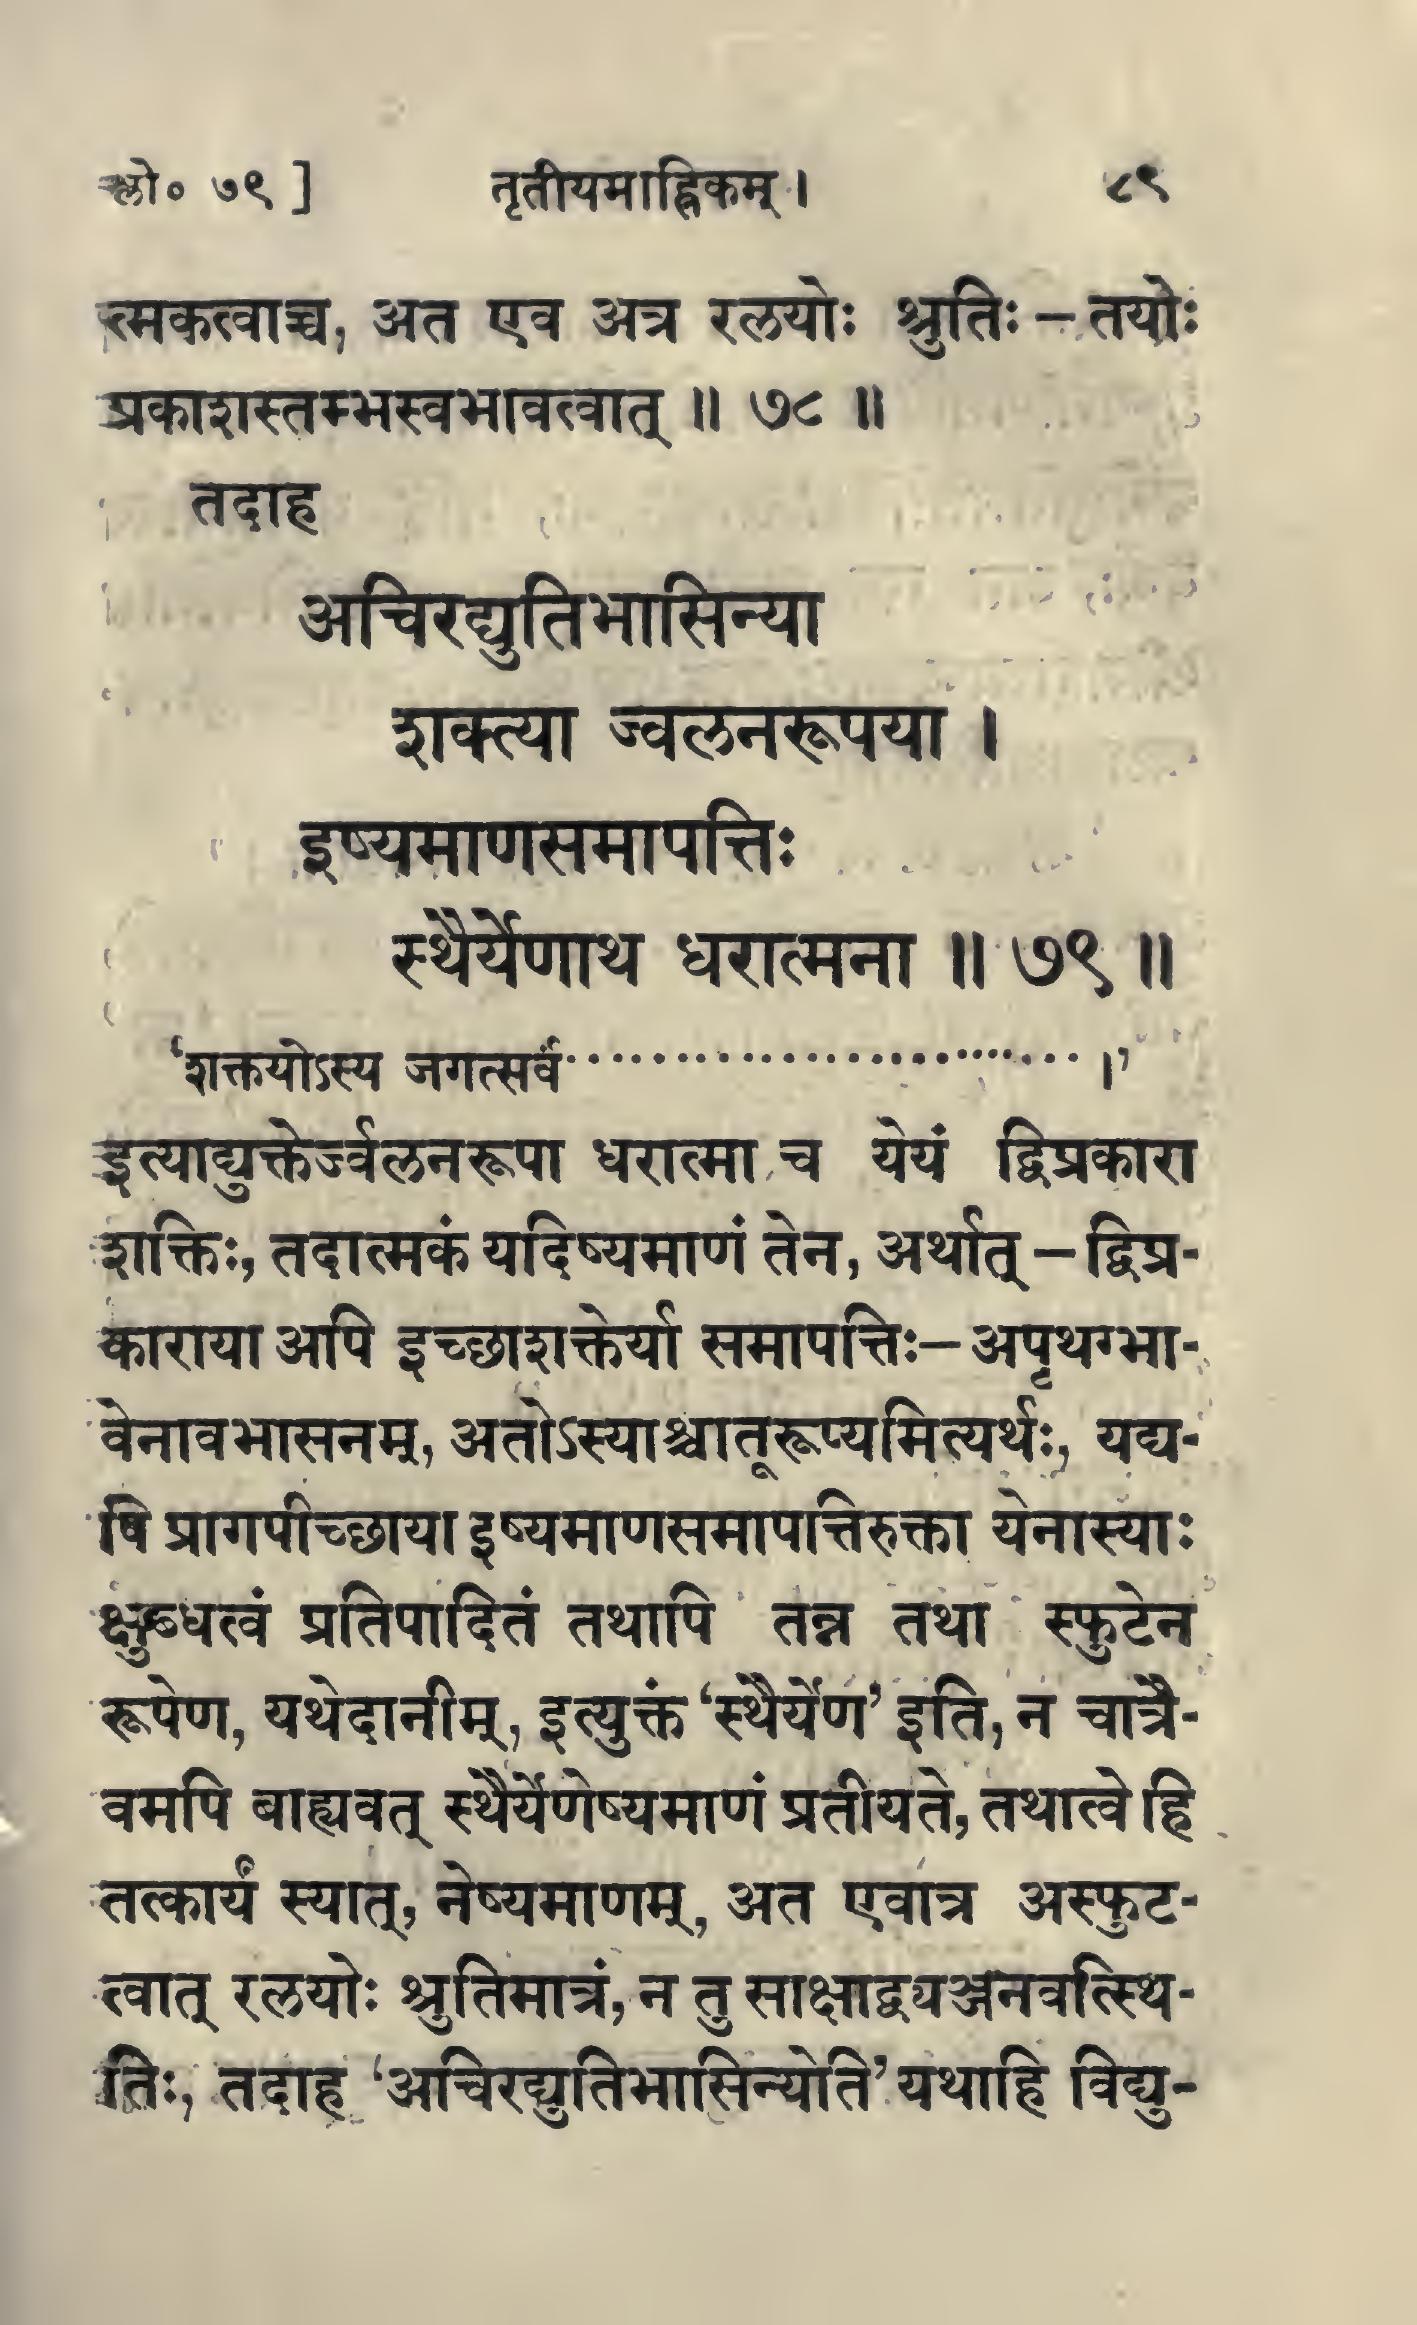 श्लो० ७९ ] तृतीयमाह्निकम् । ८९
त्मकत्वाच्च, अत एव अत्र रलयोः श्रुतिः – तयोः
प्रकाशस्तम्भस्वभावत्वात् ॥ ७८ ॥
तदाह
अचिरद्युतिभासिन्या
शक्त्या ज्वलनरूपया ।
इष्यमाणसमापत्तिः
स्थैर्येणाथ धरात्मना ॥ ७९ ॥
‘शक्तयोऽस्य जगत्सर्वं........................।’
इत्याद्युक्तेर्ज्वलनरूपा धरात्मा च येयं द्विप्रकारा
शक्तिः, तदात्मकं यदिष्यमाणं तेन, अर्थात् – द्विप्र-
काराया अपि इच्छाशक्तेर्या समापत्तिः – अपृथग्भा-
वेनावभासनम्, अतोऽस्याश्चातूरूप्यमित्यर्थः, यद्य-
पि प्रागपीच्छाया इष्यमाणसमापत्तिरुक्ता येनास्याः
क्षुब्धत्वं प्रतिपादितं तथापि तन्न तथा स्फुटेन
रूपेण, यथेदानीम्, इत्युक्तं ‘स्थैर्येण’ इति, न चात्रै-
वमपि बाह्यवत् स्थैर्येणेष्यमाणं प्रतीयते, तथात्वे हि
तत्कार्यं स्यात्, नेष्यमाणम्, अत एवात्र अस्फुट-
त्वात् रलयोः श्रुतिमात्रं, न तु साक्षाद्व्यञ्जनवत्स्थि-
तिः, तदाह ‘अचिरद्युतिभासिन्येति’ यथाहि विद्यु-